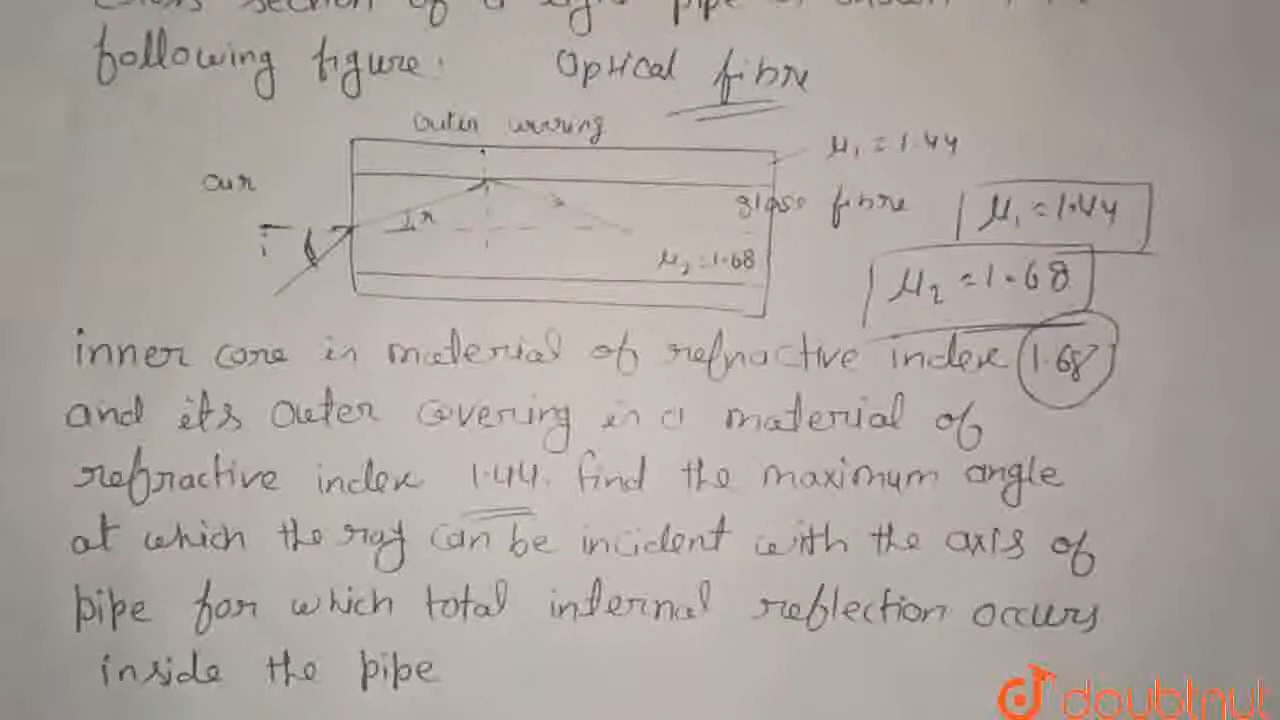 section of a pipe
following figure: Optical fibre
outer covering
μ₁ = 1.44
air
glass fibre
μ₁ = 1.44
i
r
μ₂ = 1.68
μ₂ = 1.68
inner core is material of refractive index 1.68
and its outer covering is a material of
refractive index 1.44. find the maximum angle
at which the ray can be incident with the axis of
pipe for which total internal reflection occurs
inside the pipe
doubtnut